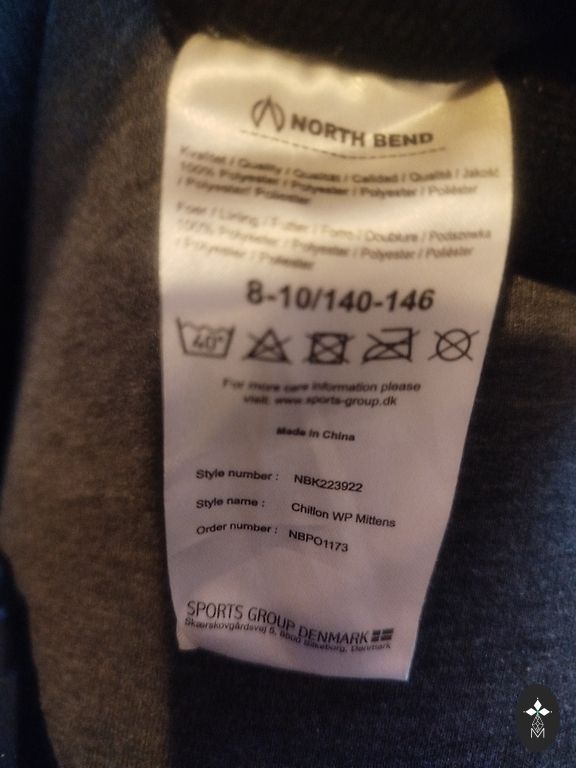 NORTH BEND
Kvalitet / Quality / Qualität / Calidad / Qualité / Jakość
100% Polyester / Polyester / Polyester / Poliéster
/ Polyester/ Poliester
Foer / Lining / Futter / Forro / Doublure / Podszewka
100% Polyester / Polyester / Polyester / Poliéster
/ Polyester / Poliester
8-10/140-146
40°
For more care information please
visit: www.sports-group.dk
Made in China
Style number : NBK223922
Style name : Chillon WP Mittens
Order number : NBPO1173
SPORTS GROUP DENMARK
Skærskovgårdsvej 5, 8600 Silkeborg, Denmark
M